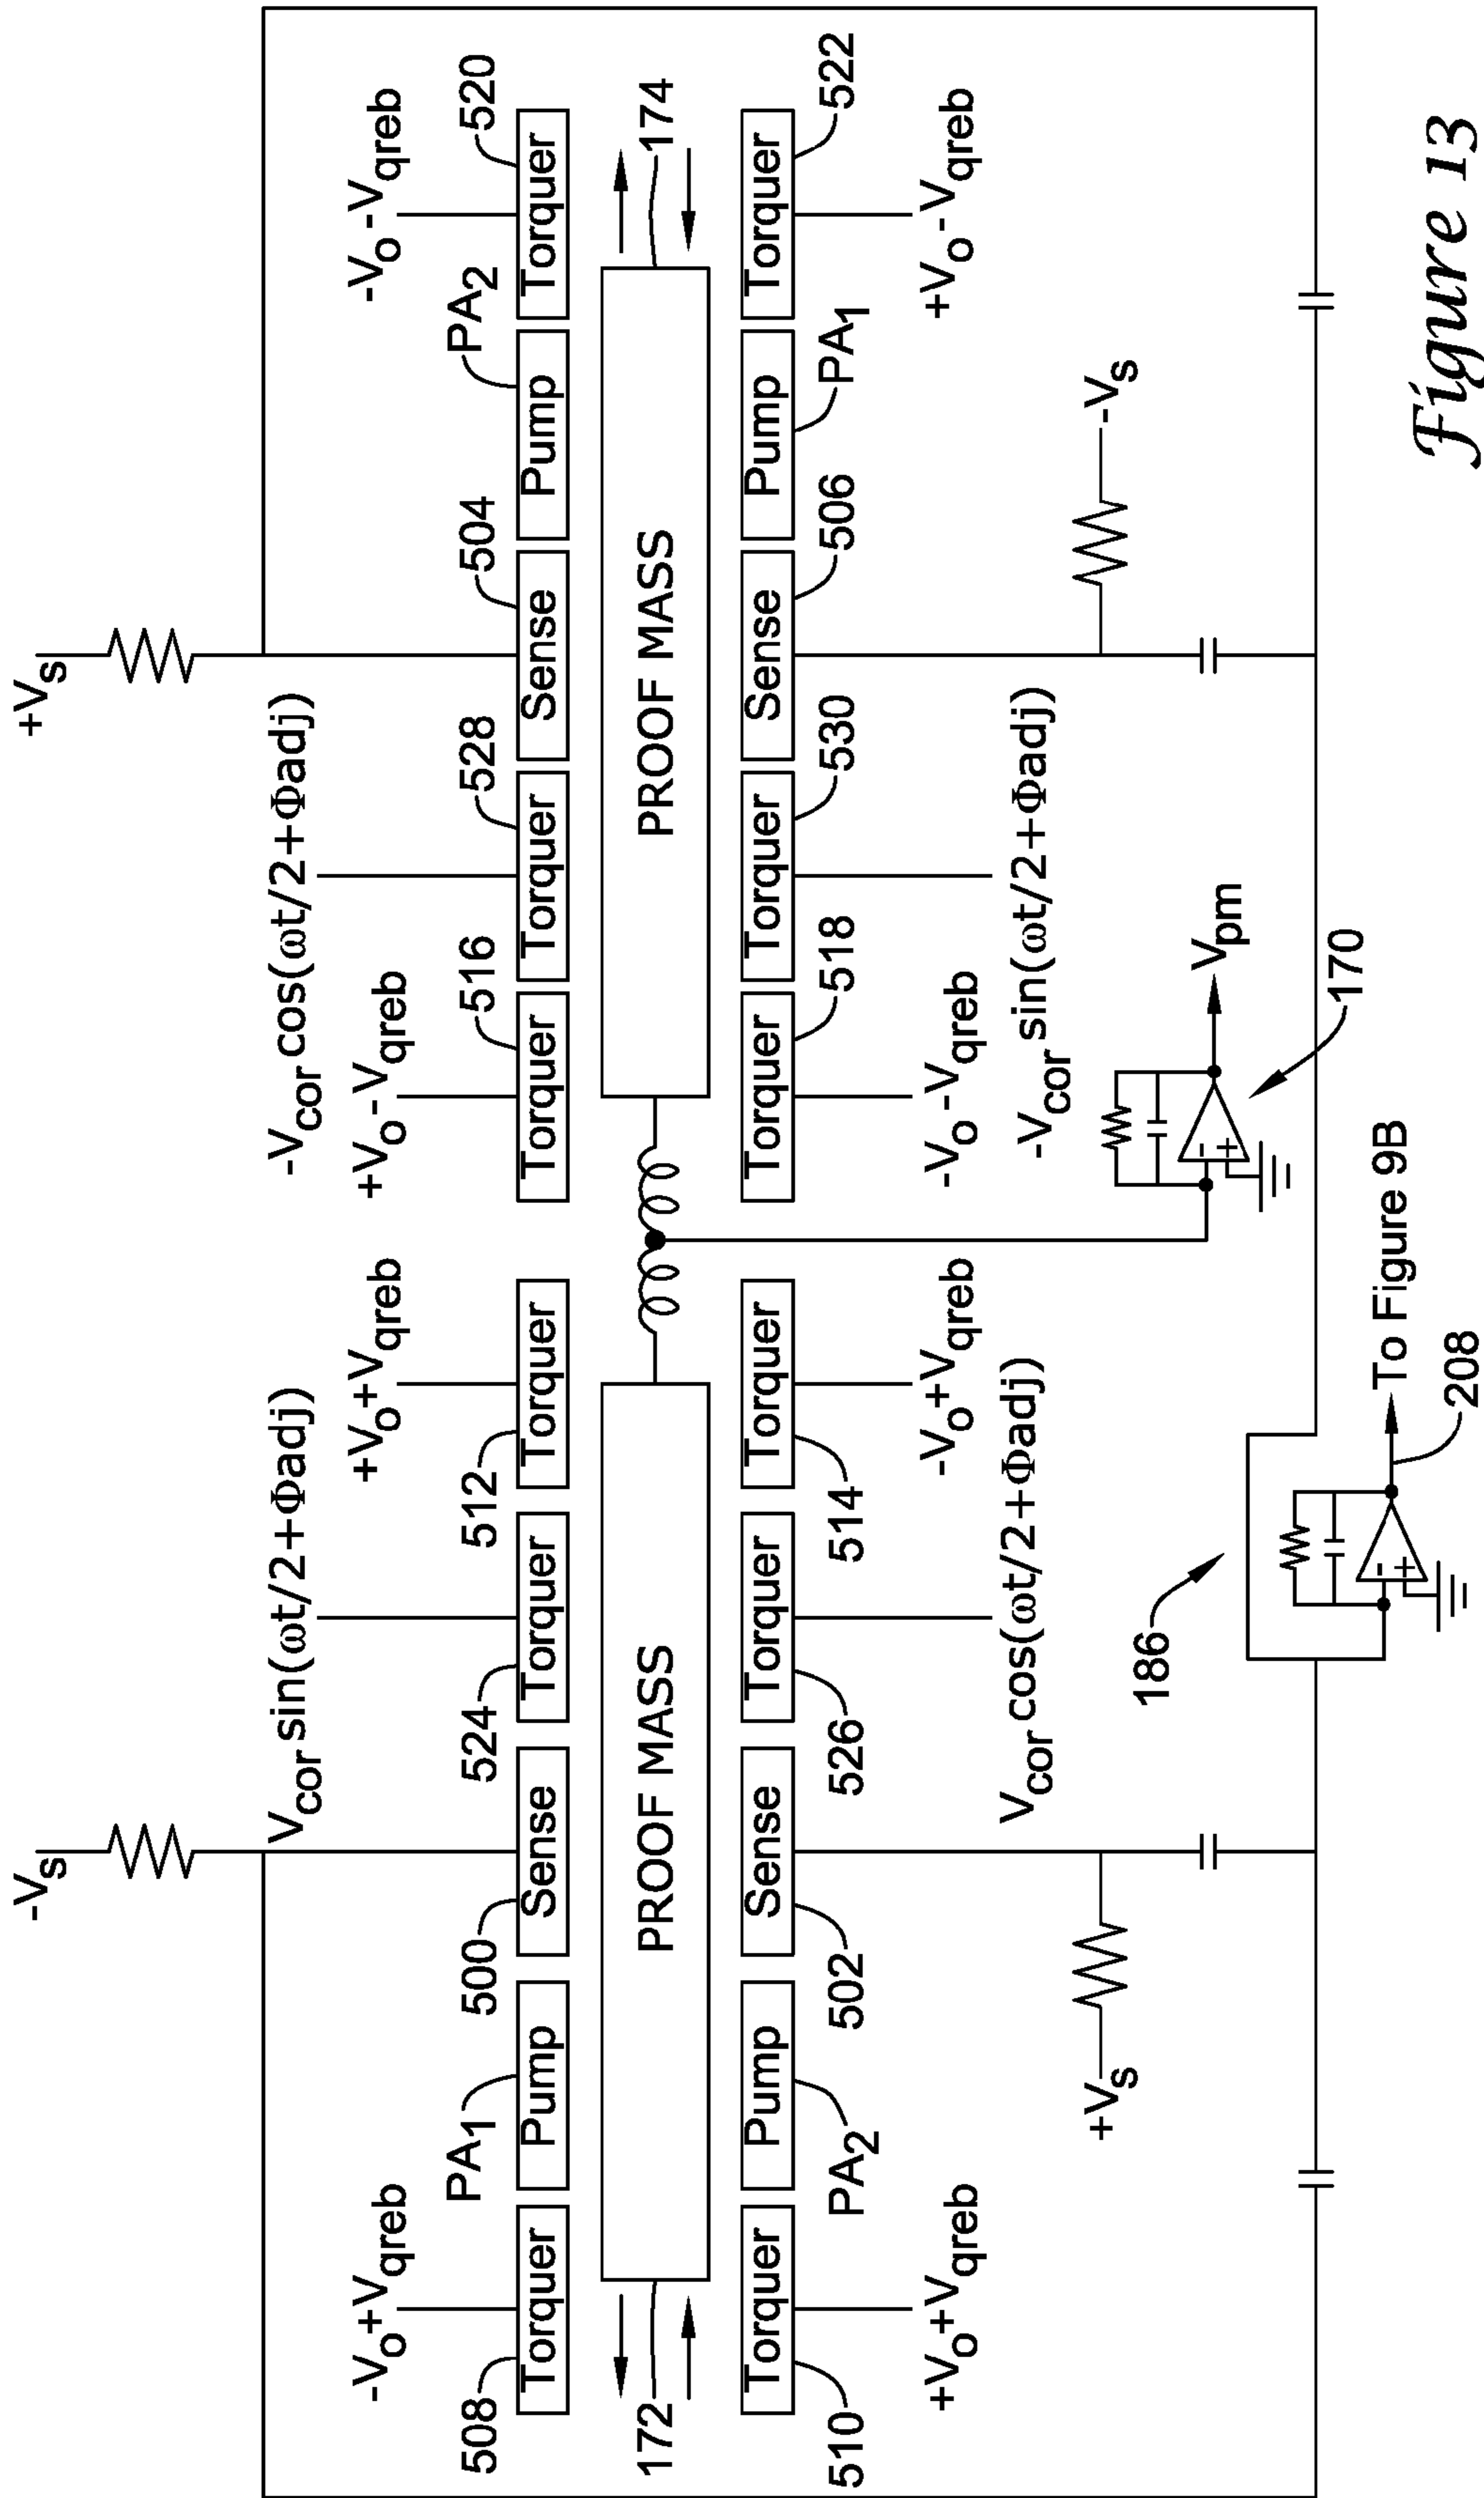 -Vs
+Vs
Vcor sin(ωt/2+Φadj)
-Vcor cos(ωt/2+Φadj)
-Vo+Vqreb
+Vo+Vqreb
+Vo-Vqreb
-Vo-Vqreb
508
PA1
500
524
512
516
528
504
PA2
520
Torquer
Pump
Sense
Torquer
Torquer
Torquer
Torquer
Sense
Pump
Torquer
172
PROOF MASS
PROOF MASS
174
Torquer
Pump
Sense
Torquer
Torquer
Torquer
Torquer
Sense
Pump
Torquer
510
PA2
502
526
514
518
530
506
PA1
522
+Vo+Vqreb
-Vo+Vqreb
-Vo-Vqreb
+Vo-Vqreb
Vcor cos(ωt/2+Φadj)
-Vcor sin(ωt/2+Φadj)
+Vs
-Vs
186
-
+
Vpm
170
-
+
To Figure 9B
208
Figure 13